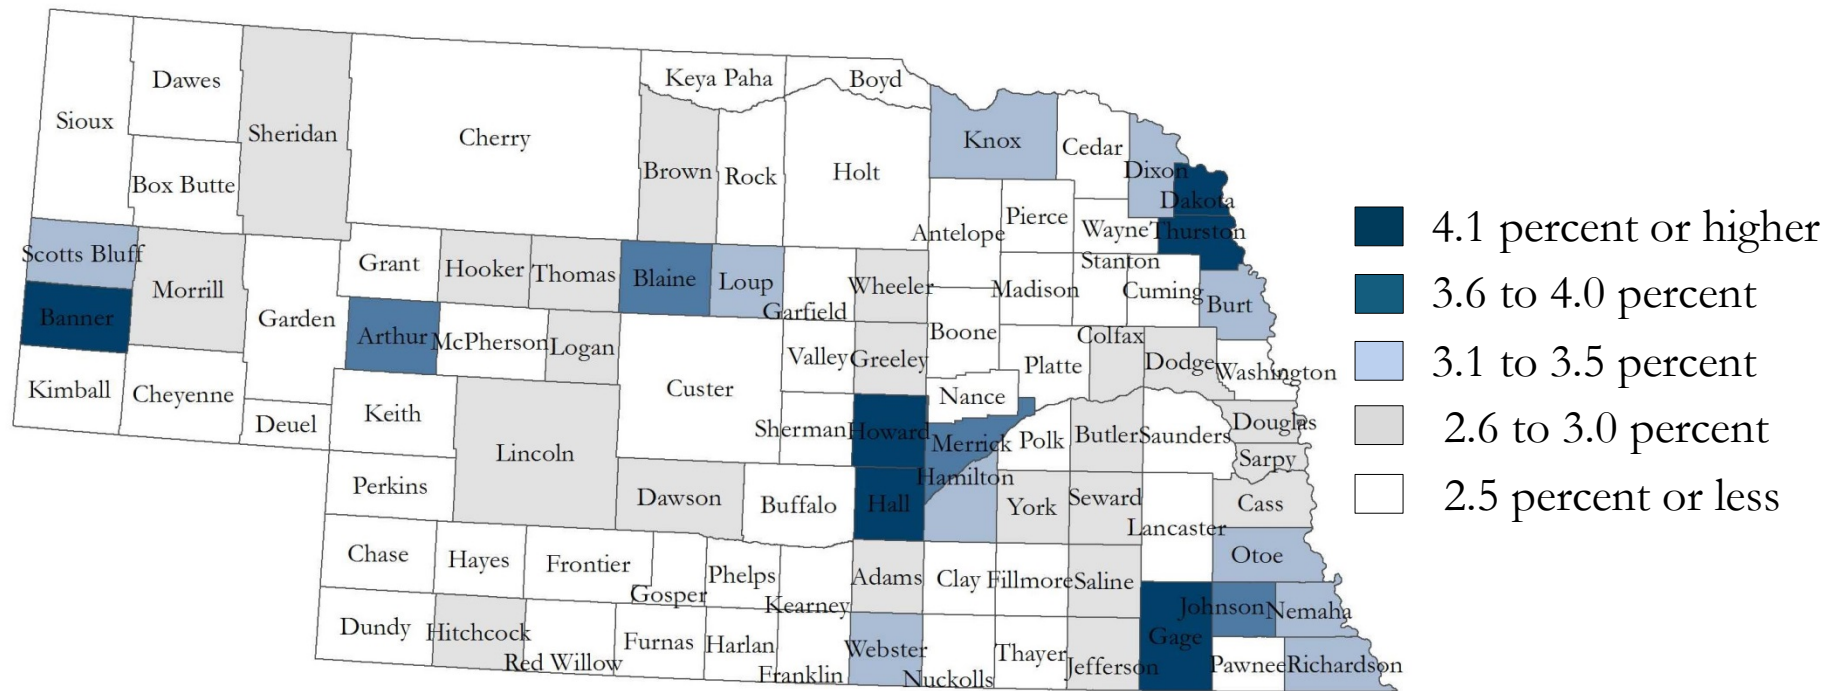 Keya Paha
Boyd
Dawes
Sioux
Sheridan
Cherry
Knox
Cedar
Brown
Rock
Holt
Dixon
Box Butte
Dakota
Pierce
Antelope
Wayne
Thurston
Scotts Bluff
Grant
Hooker
Thomas
Blaine
Loup
Stanton
Morrill
Wheeler
Madison
Cuming
Burt
Garfield
Banner
Garden
Arthur
McPherson
Logan
Boone
Colfax
Valley
Greeley
Platte
Dodge
Washington
Kimball
Cheyenne
Custer
Nance
Keith
Deuel
Sherman
Howard
Merrick
Polk
Butler
Saunders
Douglas
Lincoln
Sarpy
Hamilton
Perkins
Dawson
Buffalo
Hall
York
Seward
Cass
Lancaster
Chase
Hayes
Frontier
Otoe
Phelps
Adams
Clay
Fillmore
Saline
Gosper
Kearney
Johnson
Nemaha
Dundy
Hitchcock
Furnas
Harlan
Webster
Thayer
Gage
Red Willow
Franklin
Nuckolls
Jefferson
Pawnee
Richardson
4.1 percent or higher
3.6 to 4.0 percent
3.1 to 3.5 percent
2.6 to 3.0 percent
2.5 percent or less